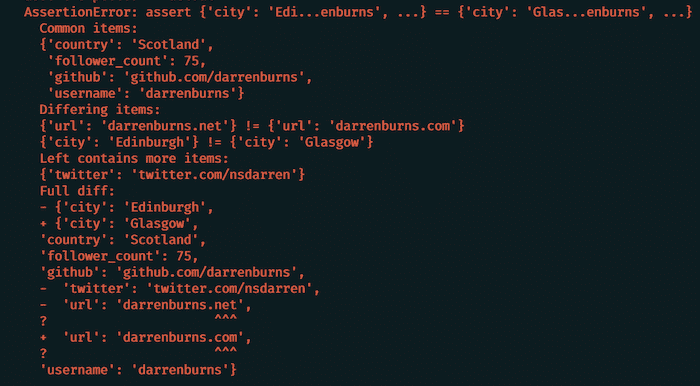 AssertionError: assert {'city': 'Edi...enburns', ...} == {'city': 'Glas...enburns', ...}
Common items:
{'country': 'Scotland',
'follower_count': 75,
'github': 'github.com/darrenburns',
'username': 'darrenburns'}
Differing items:
{'url': 'darrenburns.net'} != {'url': 'darrenburns.com'}
{'city': 'Edinburgh'} != {'city': 'Glasgow'}
Left contains more items:
{'twitter': 'twitter.com/nsdarren'}
Full diff:
- {'city': 'Edinburgh',
+ {'city': 'Glasgow',
'country': 'Scotland',
'follower_count': 75,
'github': 'github.com/darrenburns',
-  'twitter': 'twitter.com/nsdarren',
-  'url': 'darrenburns.net',
?                      ^^^
+  'url': 'darrenburns.com',
?                      ^^^
'username': 'darrenburns'}